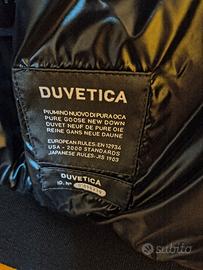 DUVETICA
PIUMINO NUOVO DI PURA OCA
PURE GOOSE NEW DOWN
DUVET NEUF DE PURE OIE
REINE GANS NEUE DAUNE
EUROPEAN RULES: EN 12934
USA - 2000 STANDARDS
JAPANESE RULES: JIS 1903
DUVETICA
ID. N°
subito